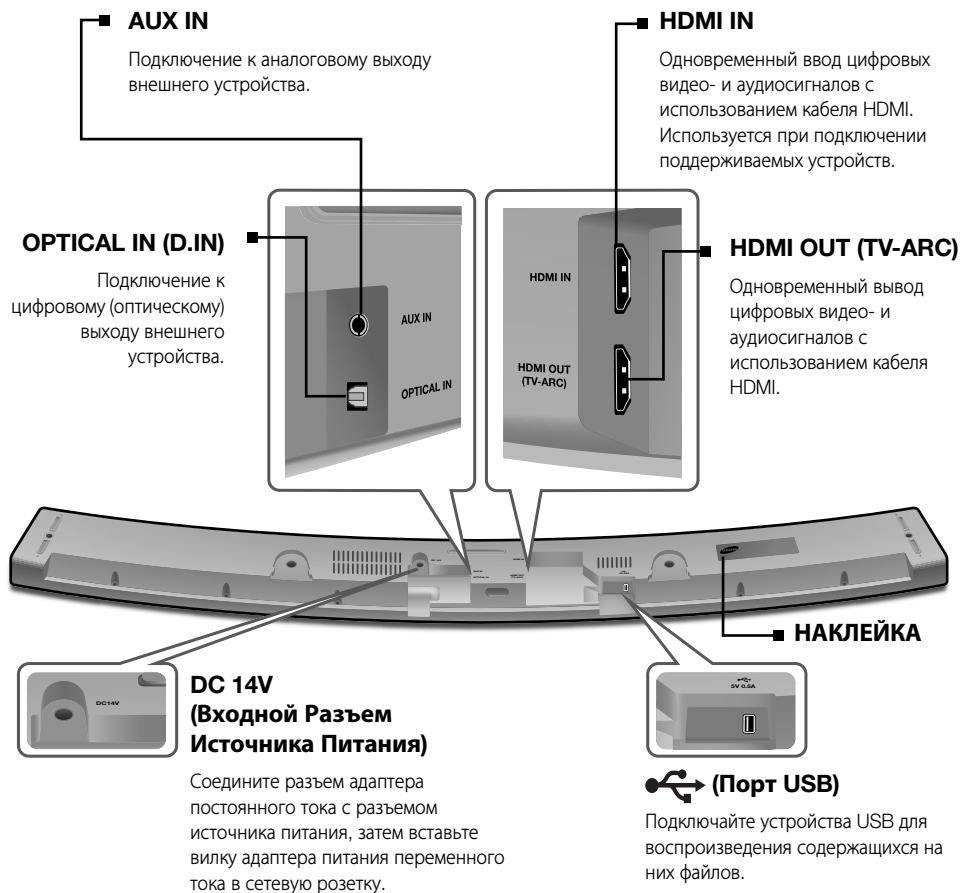 AUX IN
Подключение к аналоговому выходу
внешнего устройства.
HDMI IN
Одновременный ввод цифровых
видео- и аудиосигналов с
использованием кабеля HDMI.
Используется при подключении
поддерживаемых устройств.
OPTICAL IN (D.IN)
Подключение к
цифровому (оптическому)
выходу внешнего
устройства.
AUX IN
OPTICAL IN
HDMI IN
HDMI OUT
(TV-ARC)
HDMI OUT (TV-ARC)
Одновременный вывод
цифровых видео- и
аудиосигналов с
использованием кабеля
HDMI.
НАКЛЕЙКА
DC14V
DC 14V
(Входной Разъем
Источника Питания)
Соедините разъем адаптера
постоянного тока с разъемом
источника питания, затем вставьте
вилку адаптера питания переменного
тока в сетевую розетку.
5V 0.5A
(Порт USB)
Подключайте устройства USB для
воспроизведения содержащихся на
них файлов.